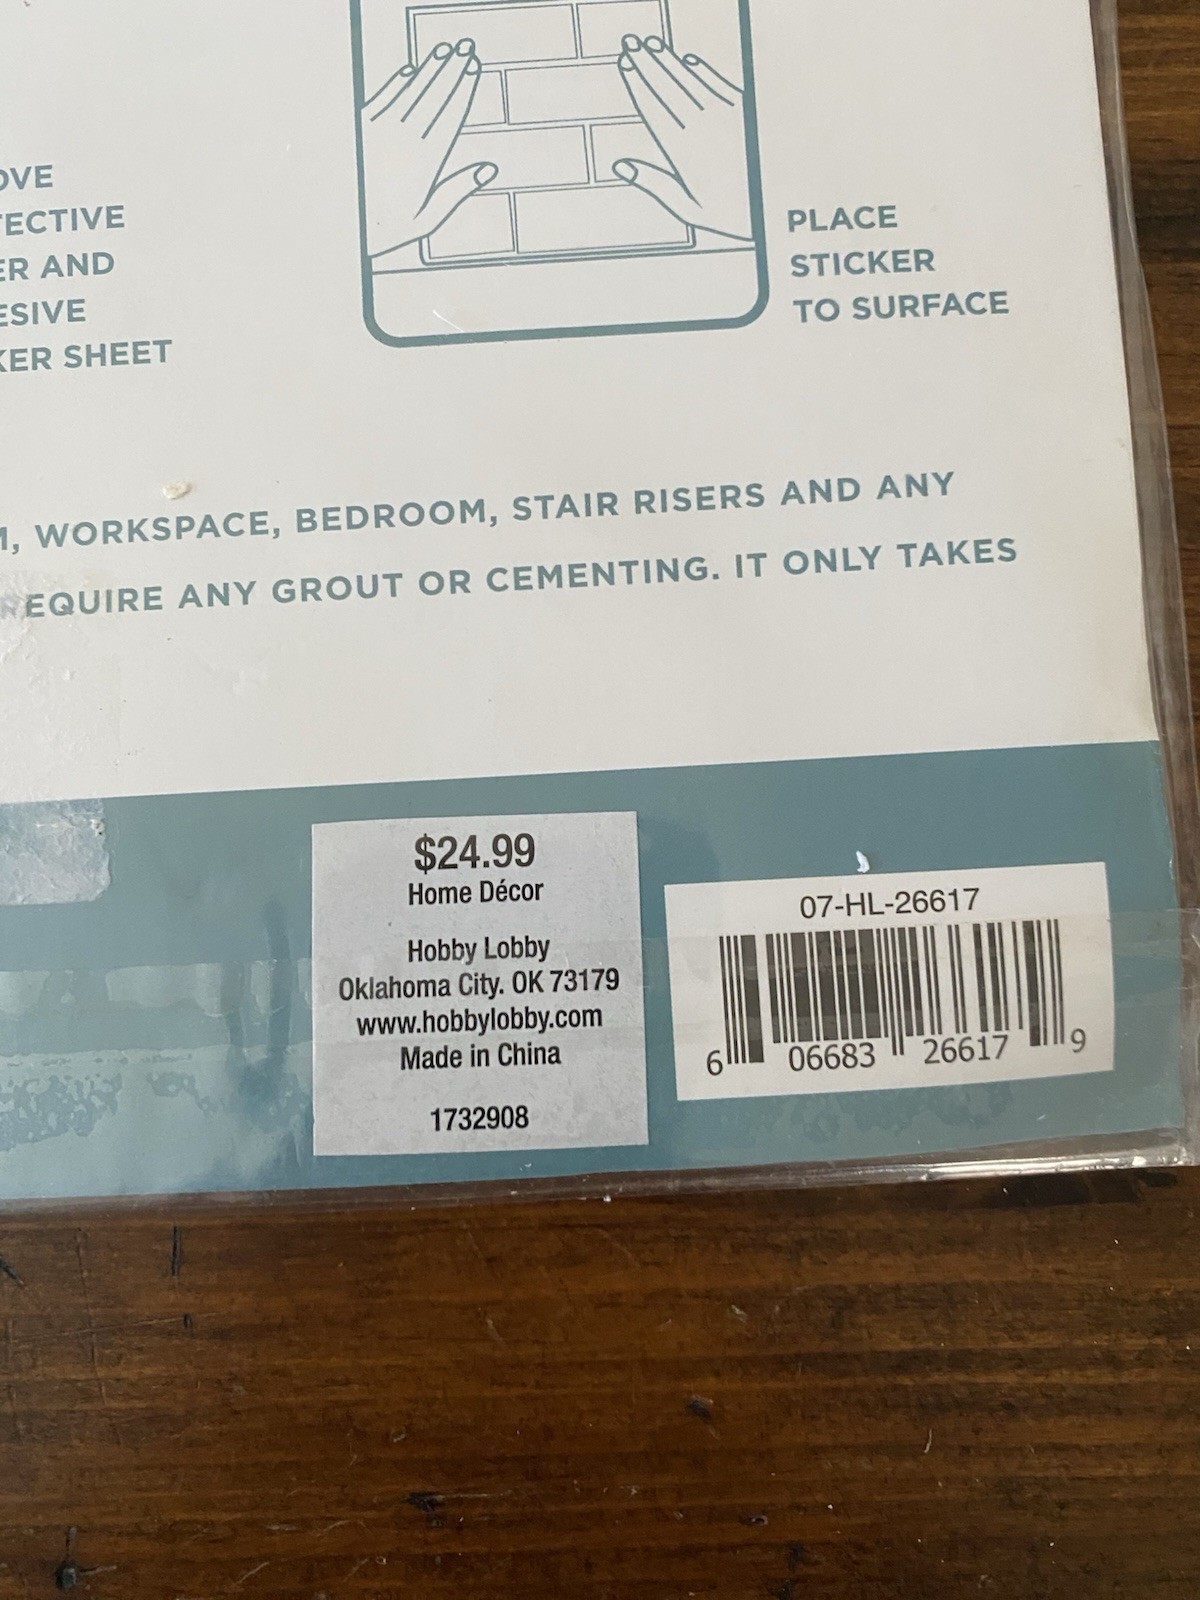 OVE
TECTIVE
ER AND
ESIVE
KER SHEET
PLACE
STICKER
TO SURFACE
M, WORKSPACE, BEDROOM, STAIR RISERS AND ANY
REQUIRE ANY GROUT OR CEMENTING. IT ONLY TAKES
$24.99
Home Décor
Hobby Lobby
Oklahoma City. OK 73179
www.hobbylobby.com
Made in China
1732908
07-HL-26617
6 06683 26617 9